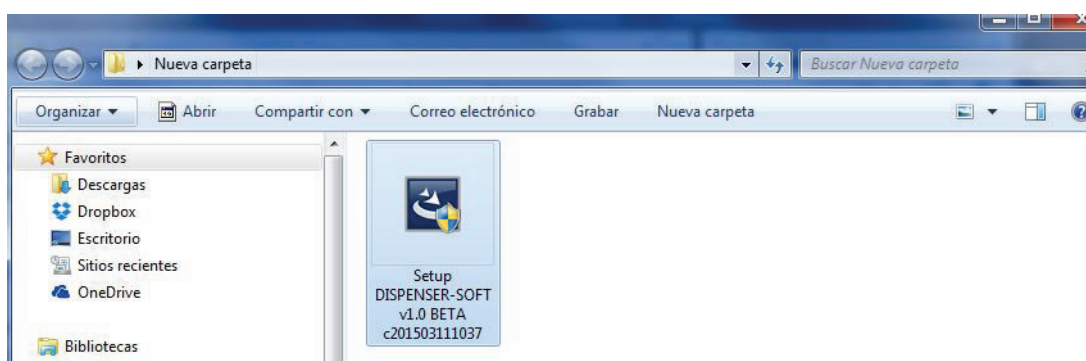 Nueva carpeta
Buscar Nueva carpeta
Organizar Abrir Compartir con Correo electrónico Grabar Nueva carpeta
Favoritos
Descargas
Dropbox
Escritorio
Sitios recientes
OneDrive
Bibliotecas
Setup
DISPENSER-SOFT
v1.0 BETA
c201503111037